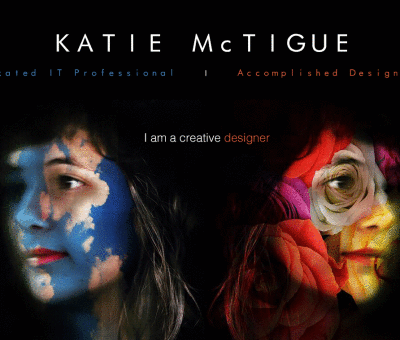 KATIE McTIGUE
IT Professional | Accomplished
I am a creative designer